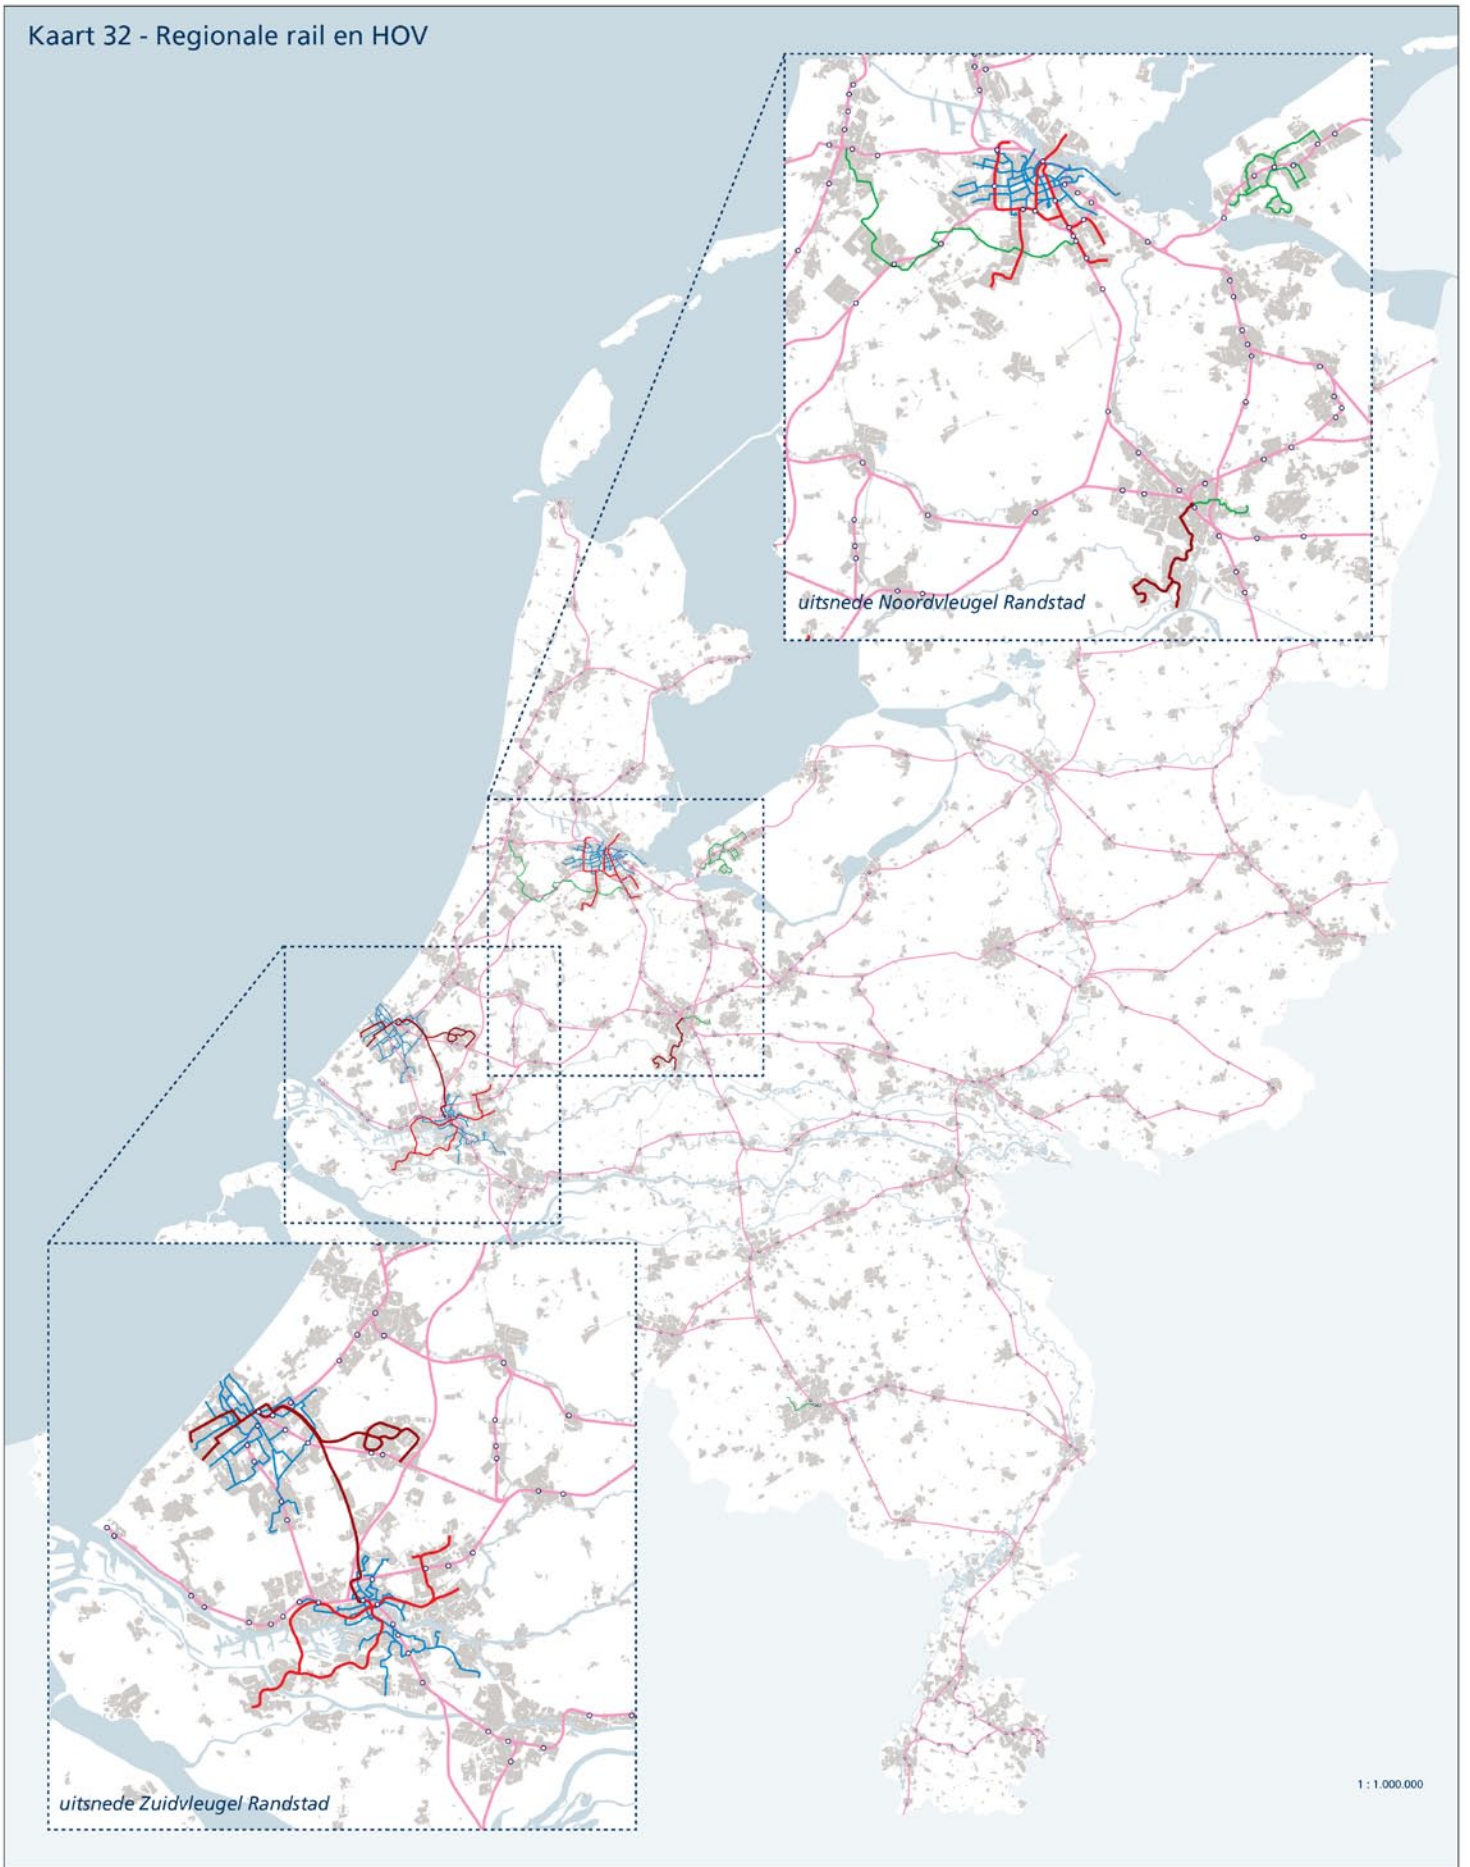 Kaart 32 - Regionale rail en HOV
uitsnede Noordvleugel Randstad
uitsnede Zuidvleugel Randstad
1 : 1.000.000